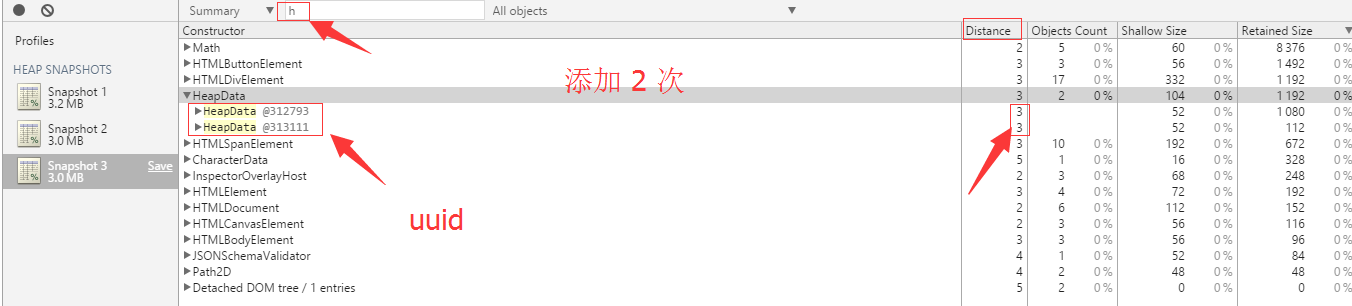 Summary ▼ h All objects ▼
Profiles
HEAP SNAPSHOTS
Snapshot 1
3.2 MB
Snapshot 2
3.0 MB
Snapshot 3 Save
3.0 MB
Constructor Distance Objects Count Shallow Size Retained Size ▼
▶Math 2 5 0 % 60 0 % 8 376 0 %
▶HTMLButtonElement 3 3 0 % 56 0 % 1 492 0 %
▶HTMLDivElement 3 17 0 % 332 0 % 1 192 0 %
▼HeapData 3 2 0 % 104 0 % 1 192 0 %
▶HeapData @312793 3 52 0 % 1 080 0 %
▶HeapData @313111 3 52 0 % 112 0 %
▶HTMLSpanElement 3 10 0 % 192 0 % 672 0 %
▶CharacterData 5 1 0 % 16 0 % 328 0 %
▶InspectorOverlayHost 2 3 0 % 68 0 % 248 0 %
▶HTMLElement 3 4 0 % 72 0 % 192 0 %
▶HTMLDocument 2 6 0 % 112 0 % 152 0 %
▶HTMLCanvasElement 2 3 0 % 56 0 % 116 0 %
▶HTMLBodyElement 3 3 0 % 56 0 % 96 0 %
▶JSONSchemaValidator 4 1 0 % 52 0 % 84 0 %
▶Path2D 4 2 0 % 48 0 % 48 0 %
▶Detached DOM tree / 1 entries 5 2 0 % 0 0 % 0 0 %
添加 2 次
uuid